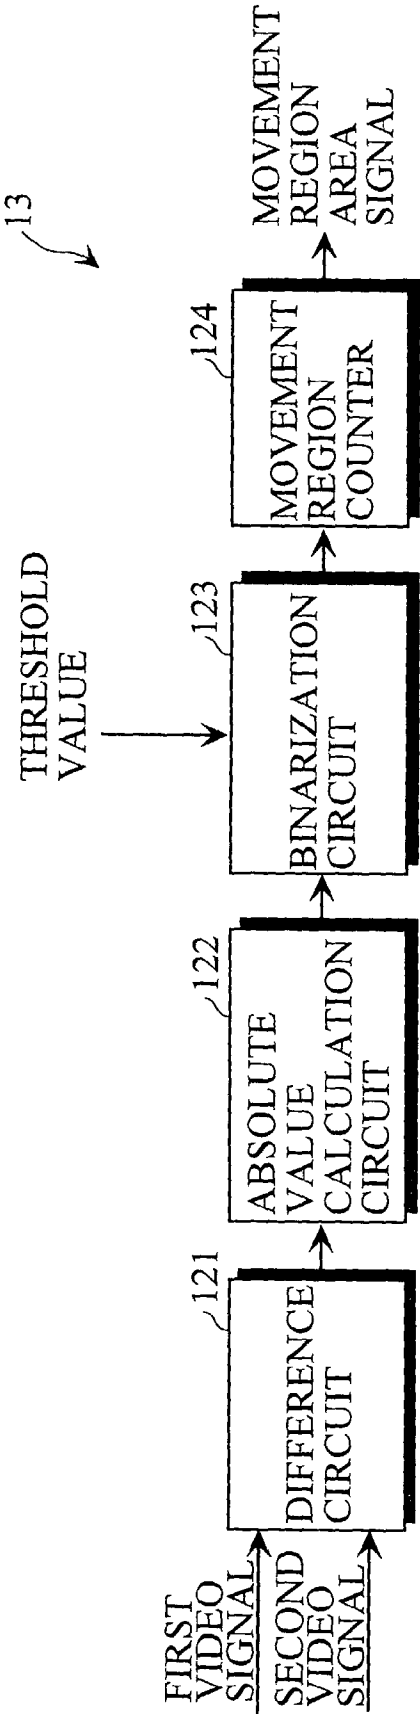 13
THRESHOLD
VALUE
FIRST
VIDEO
SIGNAL
SECOND
VIDEO
SIGNAL
121
DIFFERENCE
CIRCUIT
122
ABSOLUTE
VALUE
CALCULATION
CIRCUIT
123
BINARIZATION
CIRCUIT
124
MOVEMENT
REGION
COUNTER
MOVEMENT
REGION
AREA
SIGNAL